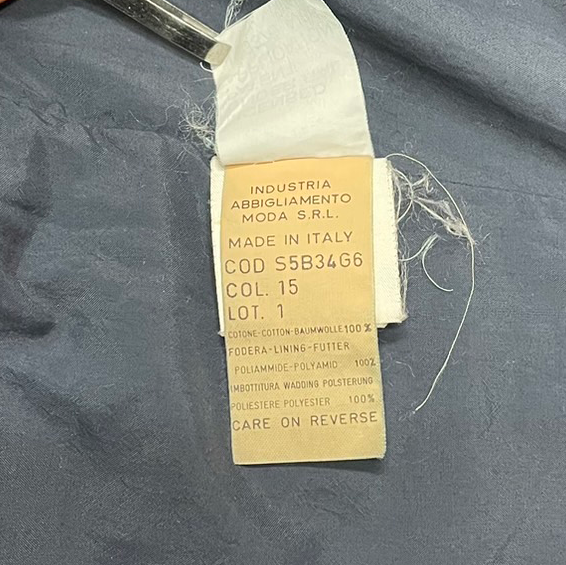 INDUSTRIA
ABBIGLIAMENTO
MODA S.R.L.
MADE IN ITALY
COD S5B34G6
COL. 15
LOT. 1
COTONE-COTTON-BAUMWOLLE 100%
FODERA-LINING-FUTTER
POLIAMMIDE-POLYAMID 100%
IMBOTTITURA WADDING POLSTERUNG
POLIESTERE POLYESTER 100%
CARE ON REVERSE